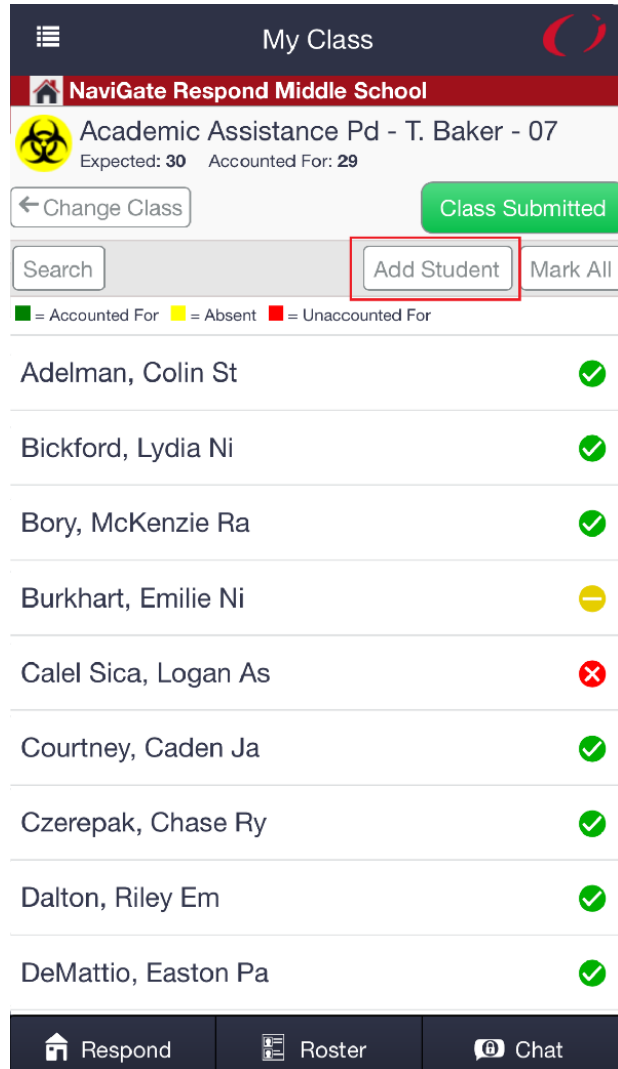 My Class
NaviGate Respond Middle School
Academic Assistance Pd - T. Baker - 07
Expected: 30 Accounted For: 29
Change Class
Class Submitted
Search
Add Student
Mark All
= Accounted For = Absent = Unaccounted For
Adelman, Colin St
Bickford, Lydia Ni
Bory, McKenzie Ra
Burkhart, Emilie Ni
Calel Sica, Logan As
Courtney, Caden Ja
Czerepak, Chase Ry
Dalton, Riley Em
DeMattio, Easton Pa
Respond
Roster
Chat